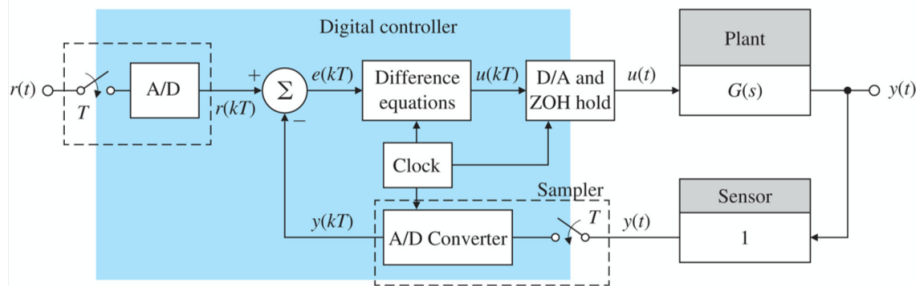 Digital controller
Plant
G(s)
r(t)
T
A/D
r(kT)
+
Σ
−
e(kT)
Difference
equations
u(kT)
D/A and
ZOH hold
u(t)
y(t)
Clock
Sampler
y(kT)
A/D Converter
T
y(t)
Sensor
1